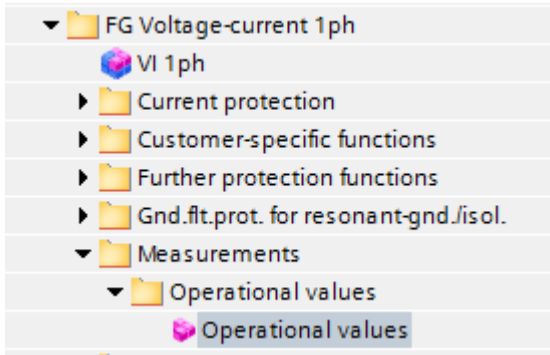 FG Voltage-current 1ph
VI 1ph
Current protection
Customer-specific functions
Further protection functions
Gnd.flt.prot. for resonant-gnd./isol.
Measurements
Operational values
Operational values